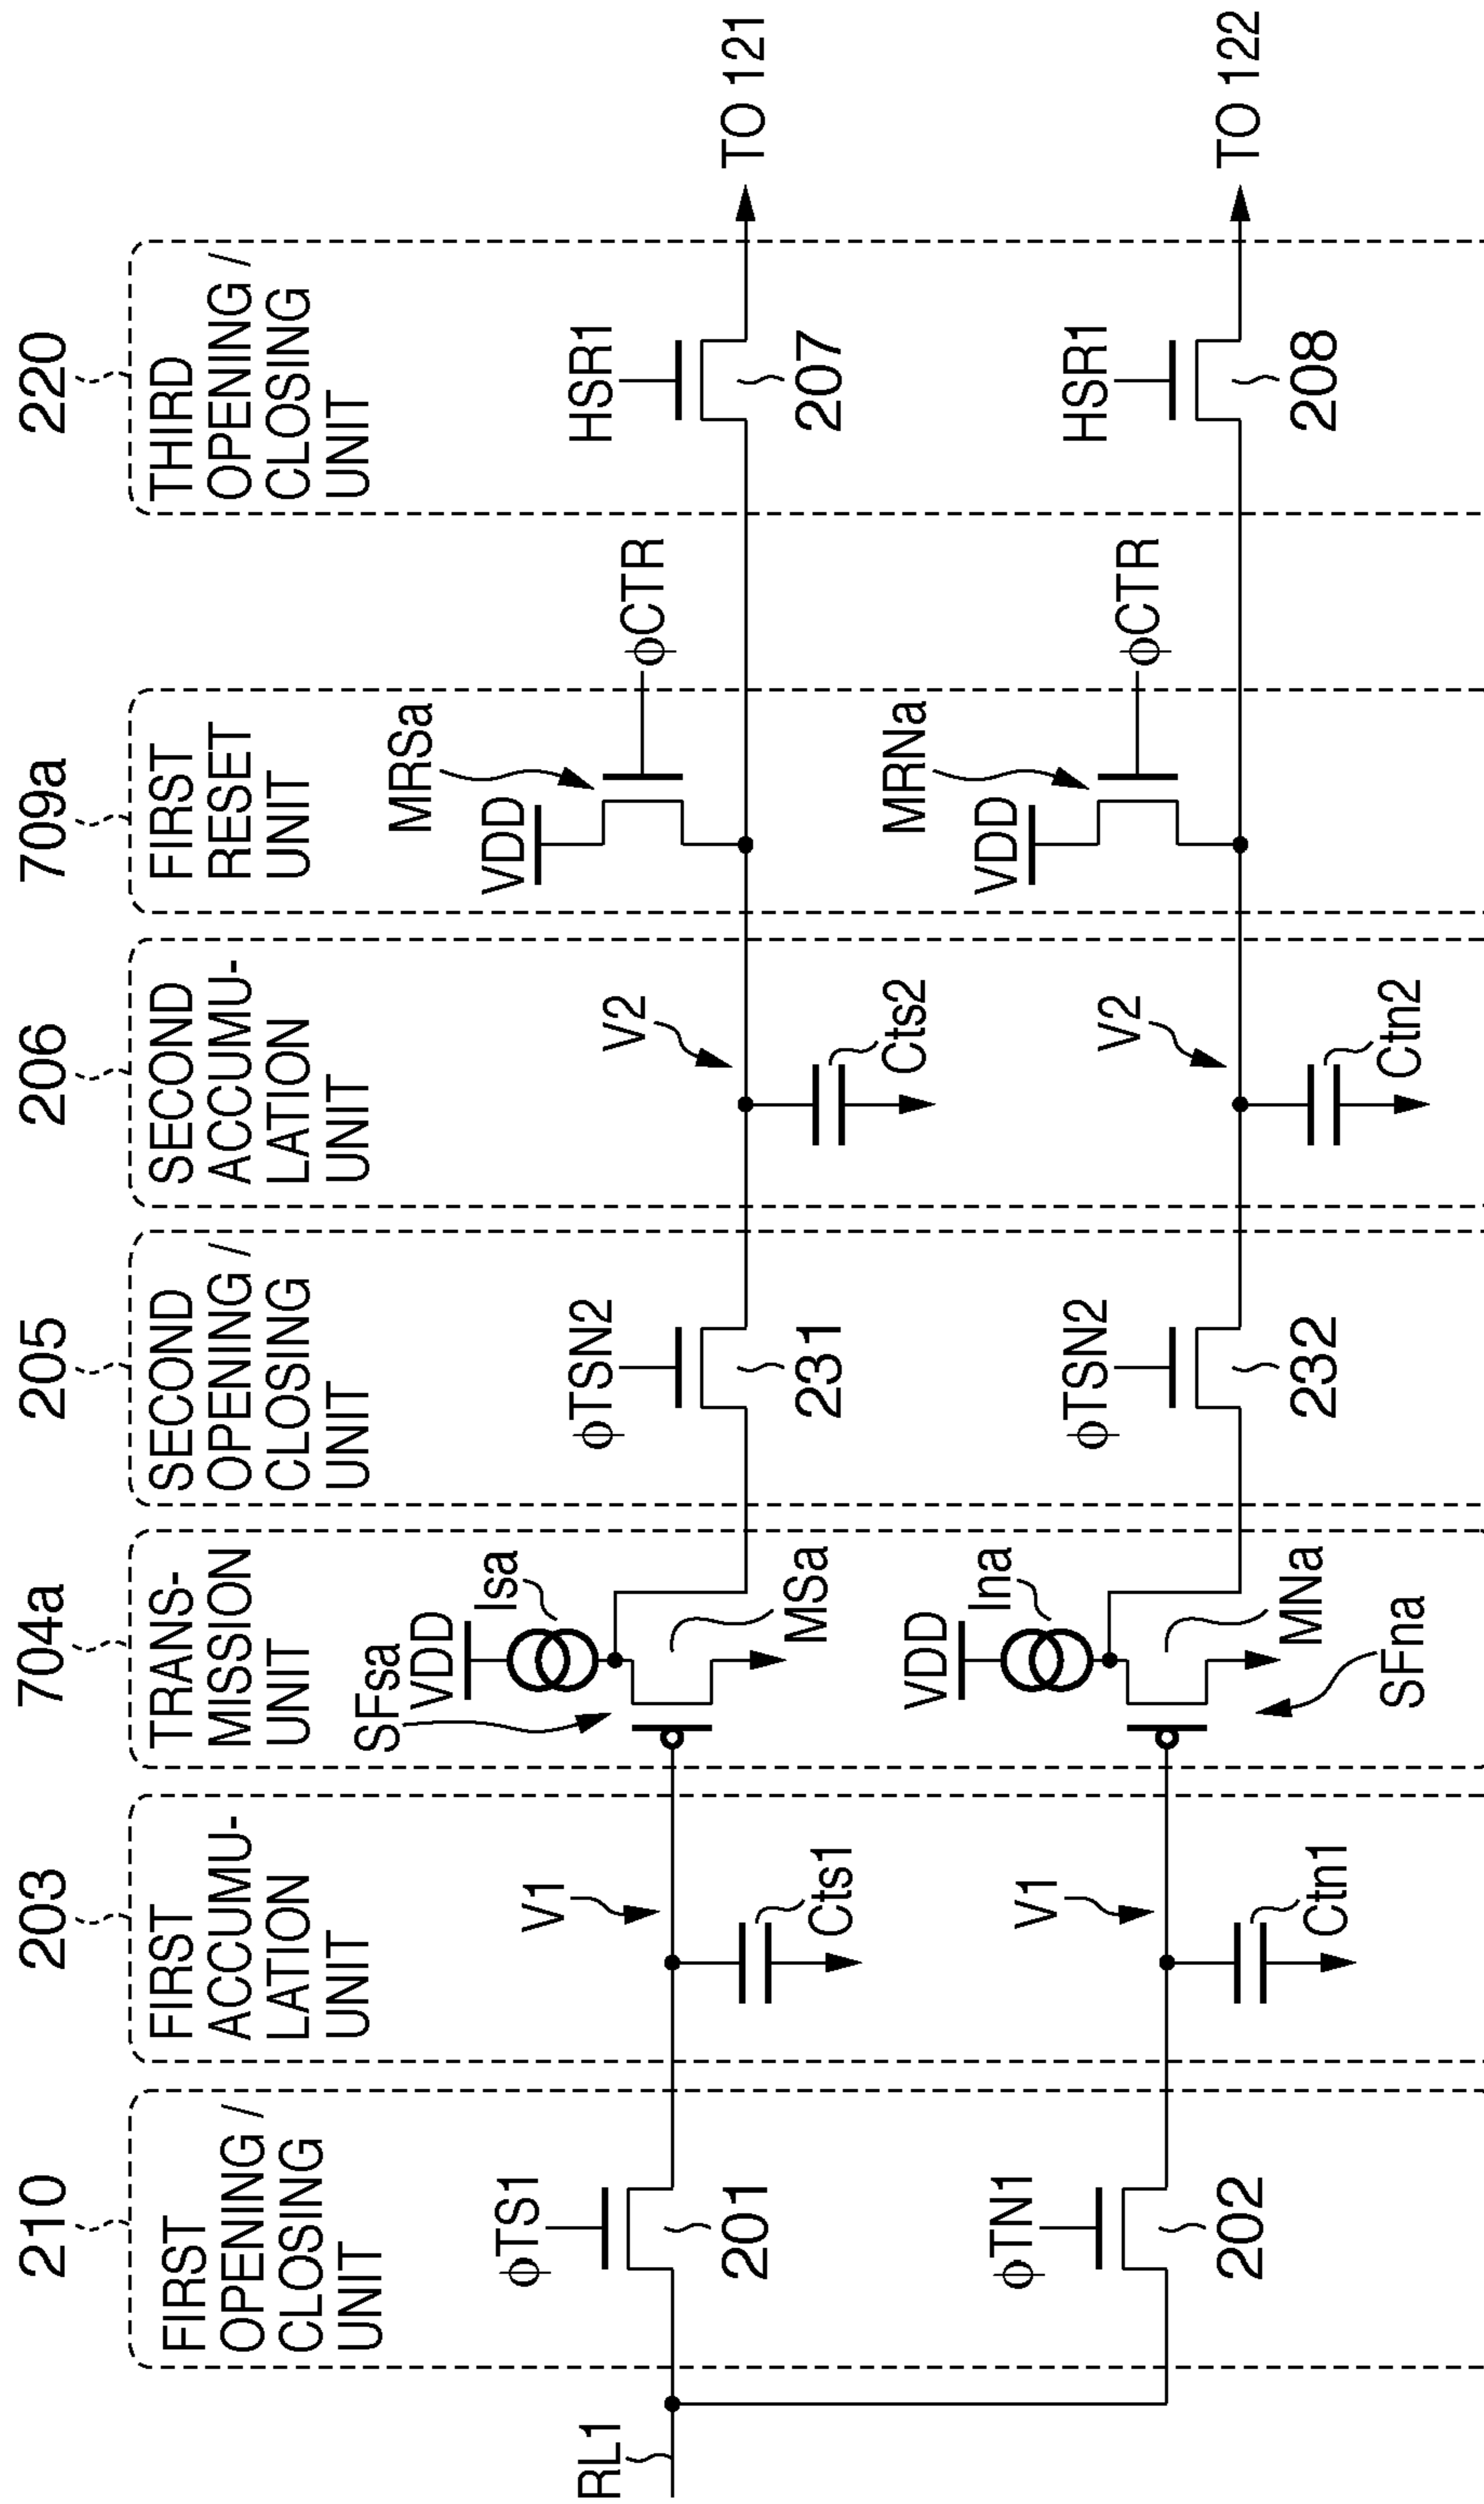 210
FIRST
OPENING /
CLOSING
UNIT
203
FIRST
ACCUMU-
LATION
UNIT
704a
TRANS-
MISSION
UNIT
205
SECOND
OPENING /
CLOSING
UNIT
206
SECOND
ACCUMU-
LATION
UNIT
709a
FIRST
RESET
UNIT
220
THIRD
OPENING /
CLOSING
UNIT
RL1
ϕTS1
201
V1
Cts1
SFsa
VDD
Isa
MSa
ϕTSN2
231
V2
Cts2
MRSa
VDD
ϕCTR
HSR1
207
TO 121
ϕTN1
202
V1
Ctn1
VDD
Ina
MNa
SFna
ϕTSN2
232
V2
Ctn2
MRNa
VDD
ϕCTR
HSR1
208
TO 122